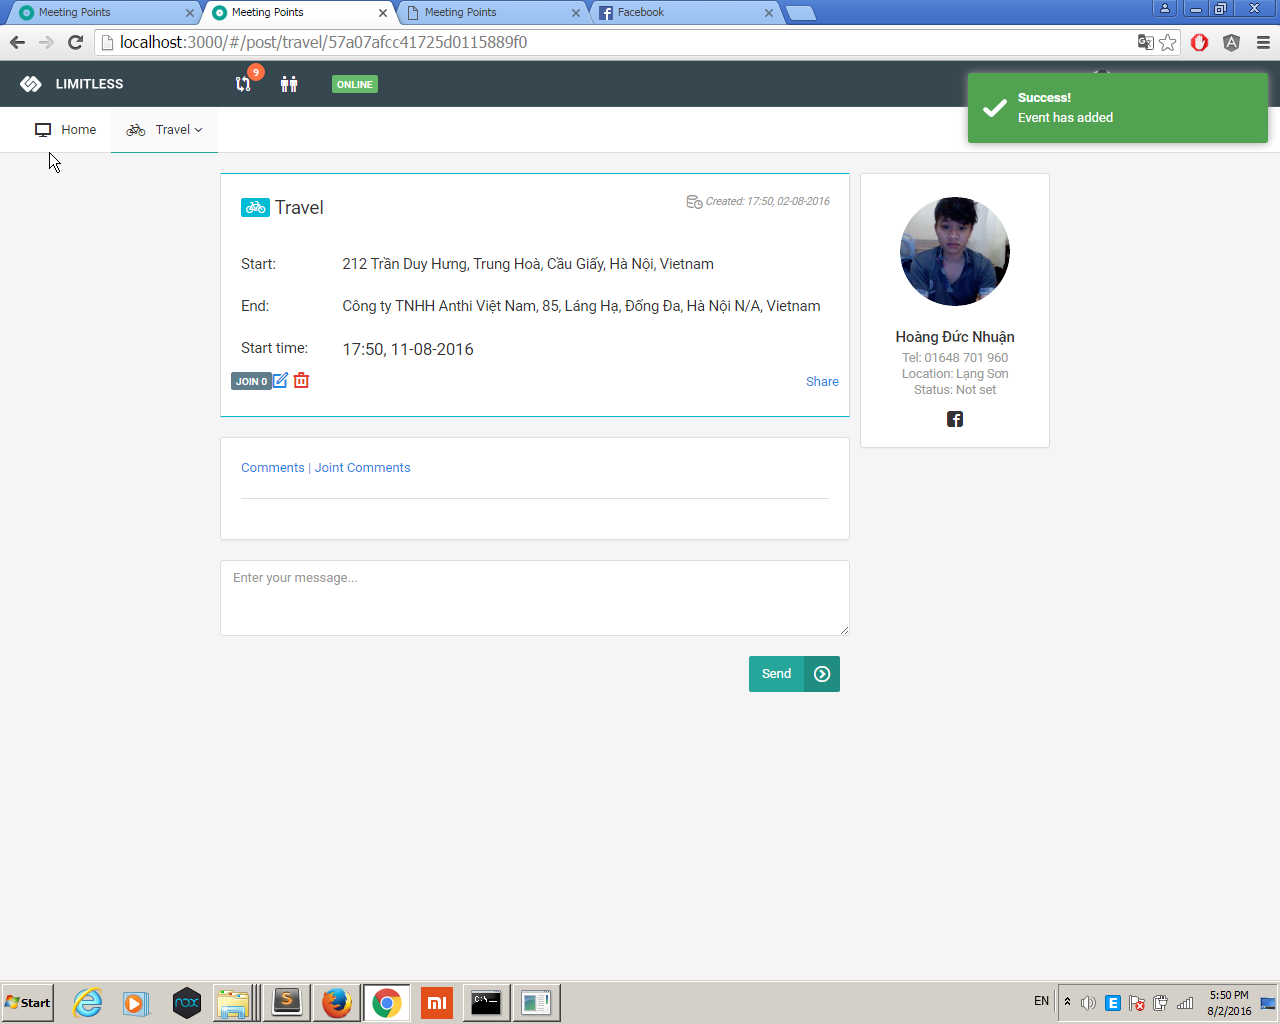 Meeting Points
Meeting Points
Meeting Points
Facebook
localhost:3000/#/post/travel/57a07afcc41725d0115889f0
LIMITLESS
9
ONLINE
Success!
Event has added
Home
Travel
Travel
Created: 17:50, 02-08-2016
Start:
212 Trần Duy Hưng, Trung Hoà, Cầu Giấy, Hà Nội, Vietnam
End:
Công ty TNHH Anthi Việt Nam, 85, Láng Hạ, Đống Đa, Hà Nội N/A, Vietnam
Start time:
17:50, 11-08-2016
JOIN 0
Share
Hoàng Đức Nhuận
Tel: 01648 701 960
Location: Lạng Sơn
Status: Not set
Comments | Joint Comments
Enter your message...
Send
Start
nox
S
mi
C:\_
EN
E
5:50 PM
8/2/2016